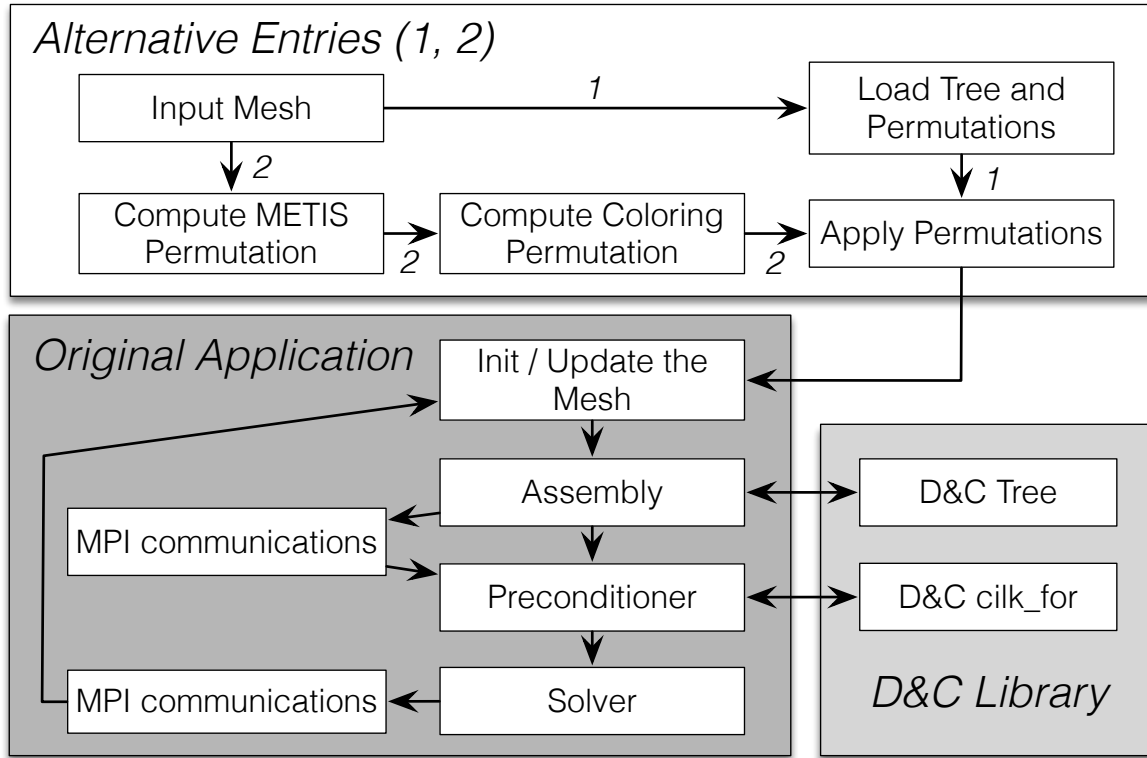 Alternative Entries (1, 2)
Input Mesh
1
Load Tree and
Permutations
2
1
Compute METIS
Permutation
2
Compute Coloring
Permutation
2
Apply Permutations
Original Application
Init / Update the
Mesh
Assembly
D&C Tree
MPI communications
Preconditioner
D&C cilk_for
MPI communications
Solver
D&C Library